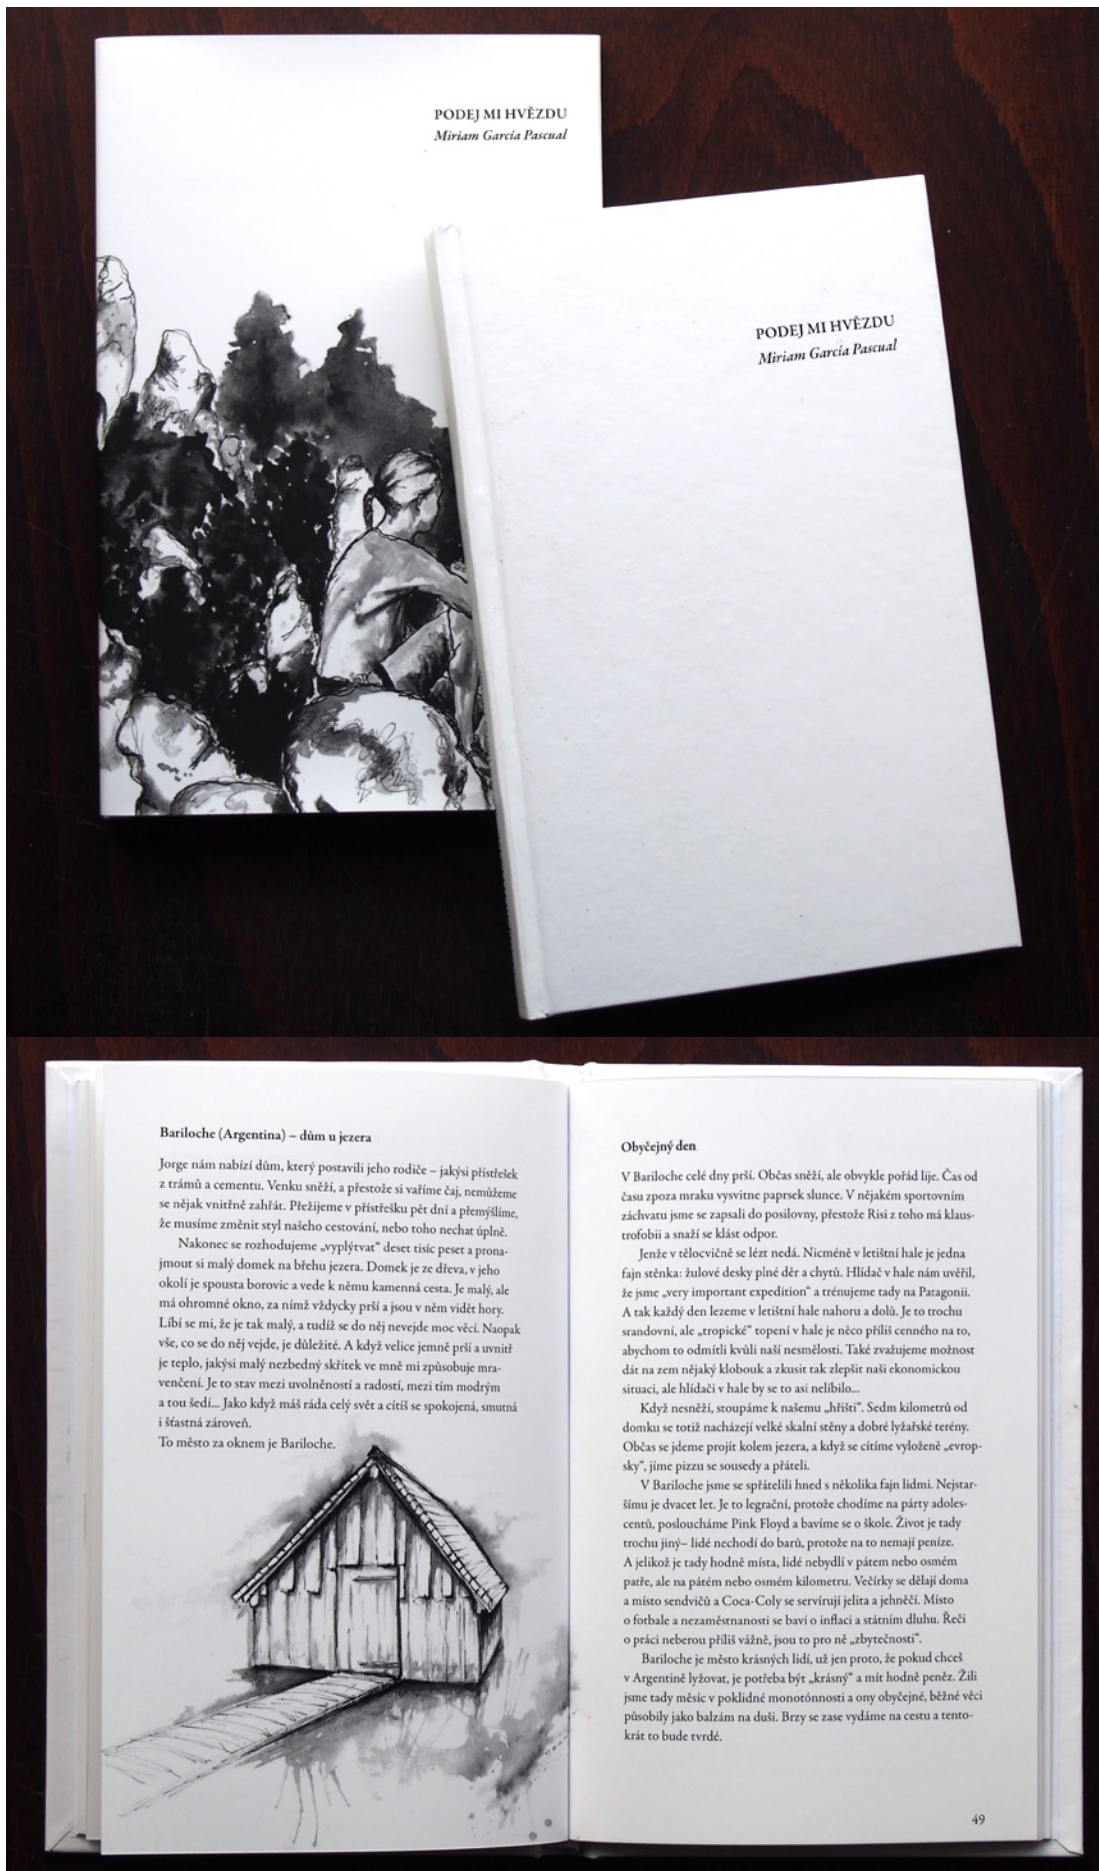 PODEJ MI HVĚZDU
Miriam García Pascual
PODEJ MI HVĚZDU
Miriam García Pascual
Bariloche (Argentina) – dům u jezera
Jorge nám nabízí dům, který postavili jeho rodiče – jakýsi přístřešek
z trámů a cementu. Venku sněží, a přestože si vaříme čaj, nemůžeme
se nějak vnitřně zahřát. Přežijeme v přístřešku pět dní a přemýšlíme,
že musíme změnit styl našeho cestování, nebo toho nechat úplně.
Nakonec se rozhodujeme „vyplýtvat“ deset tisíc peset a prona-
jmout si malý domek na břehu jezera. Domek je ze dřeva, v jeho
okolí je spousta borovic a vede k němu kamenná cesta. Je malý, ale
má ohromné okno, za nímž vždycky prší a jsou v něm vidět hory.
Líbí se mi, že je tak malý, a tudíž se do něj nevejde moc věcí. Naopak
vše, co se do něj vejde, je důležité. A když velice jemně prší a uvnitř
je teplo, jakýsi malý nezbedný skřítek ve mně mi způsobuje mra-
venčení. Je to stav mezi uvolněností a radostí, mezi tím modrým
a tou šedí... Jako když máš ráda celý svět a cítíš se spokojená, smutná
i šťastná zároveň.
To město za oknem je Bariloche.
Obyčejný den
V Bariloche celé dny prší. Občas sněží, ale obvykle pořád lije. Čas od
času zpoza mraku vysvitne paprsek slunce. V nějakém sportovním
záchvatu jsme se zapsali do posilovny, přestože Risi z toho má klaus-
trofobii a snaží se klást odpor.
Jenže v tělocvičně se lézt nedá. Nicméně v letištní hale je jedna
fajn stěnka: žulové desky plné děr a chytů. Hlídač v hale nám uvěřil,
že jsme „very important expedition“ a trénujeme tady na Patagonii.
A tak každý den lezeme v letištní hale nahoru a dolů. Je to trochu
srandovní, ale „tropické“ topení v hale je něco příliš cenného na to,
abychom to odmítli kvůli naší nesmělosti. Také zvažujeme možnost
dát na zem nějaký klobouk a zkusit tak zlepšit naši ekonomickou
situaci, ale hlídači v hale by se to asi nelíbilo...
Když nesněží, stoupáme k našemu „hřišti“. Sedm kilometrů od
domku se totiž nacházejí velké skalní stěny a dobré lyžařské terény.
Občas se jdeme projít kolem jezera, a když se cítíme vyloženě „evrop-
sky“, jíme pizzu se sousedy a přáteli.
V Bariloche jsme se spřátelili hned s několika fajn lidmi. Nejstar-
šímu je dvacet let. Je to legrační, protože chodíme na párty adoles-
centů, posloucháme Pink Floyd a bavíme se o škole. Život je tady
trochu jiný– lidé nechodí do barů, protože na to nemají peníze.
A jelikož je tady hodně místa, lidé nebydlí v pátem nebo osmém
patře, ale na pátém nebo osmém kilometru. Večírky se dělají doma
a místo sendvičů a Coca-Coly se servírují jelita a jehněčí. Místo
o fotbale a nezaměstnanosti se baví o inflaci a státním dluhu. Řeči
o práci neberou příliš vážně, jsou to pro ně „zbytečnosti“.
Bariloche je město krásných lidí, už jen proto, že pokud chceš
v Argentině lyžovat, je potřeba být „krásný“ a mít hodně peněz. Žili
jsme tady měsíc v poklidné monotónnosti a ony obyčejné, běžné věci
působily jako balzám na duši. Brzy se zase vydáme na cestu a tento-
krát to bude tvrdé.
49